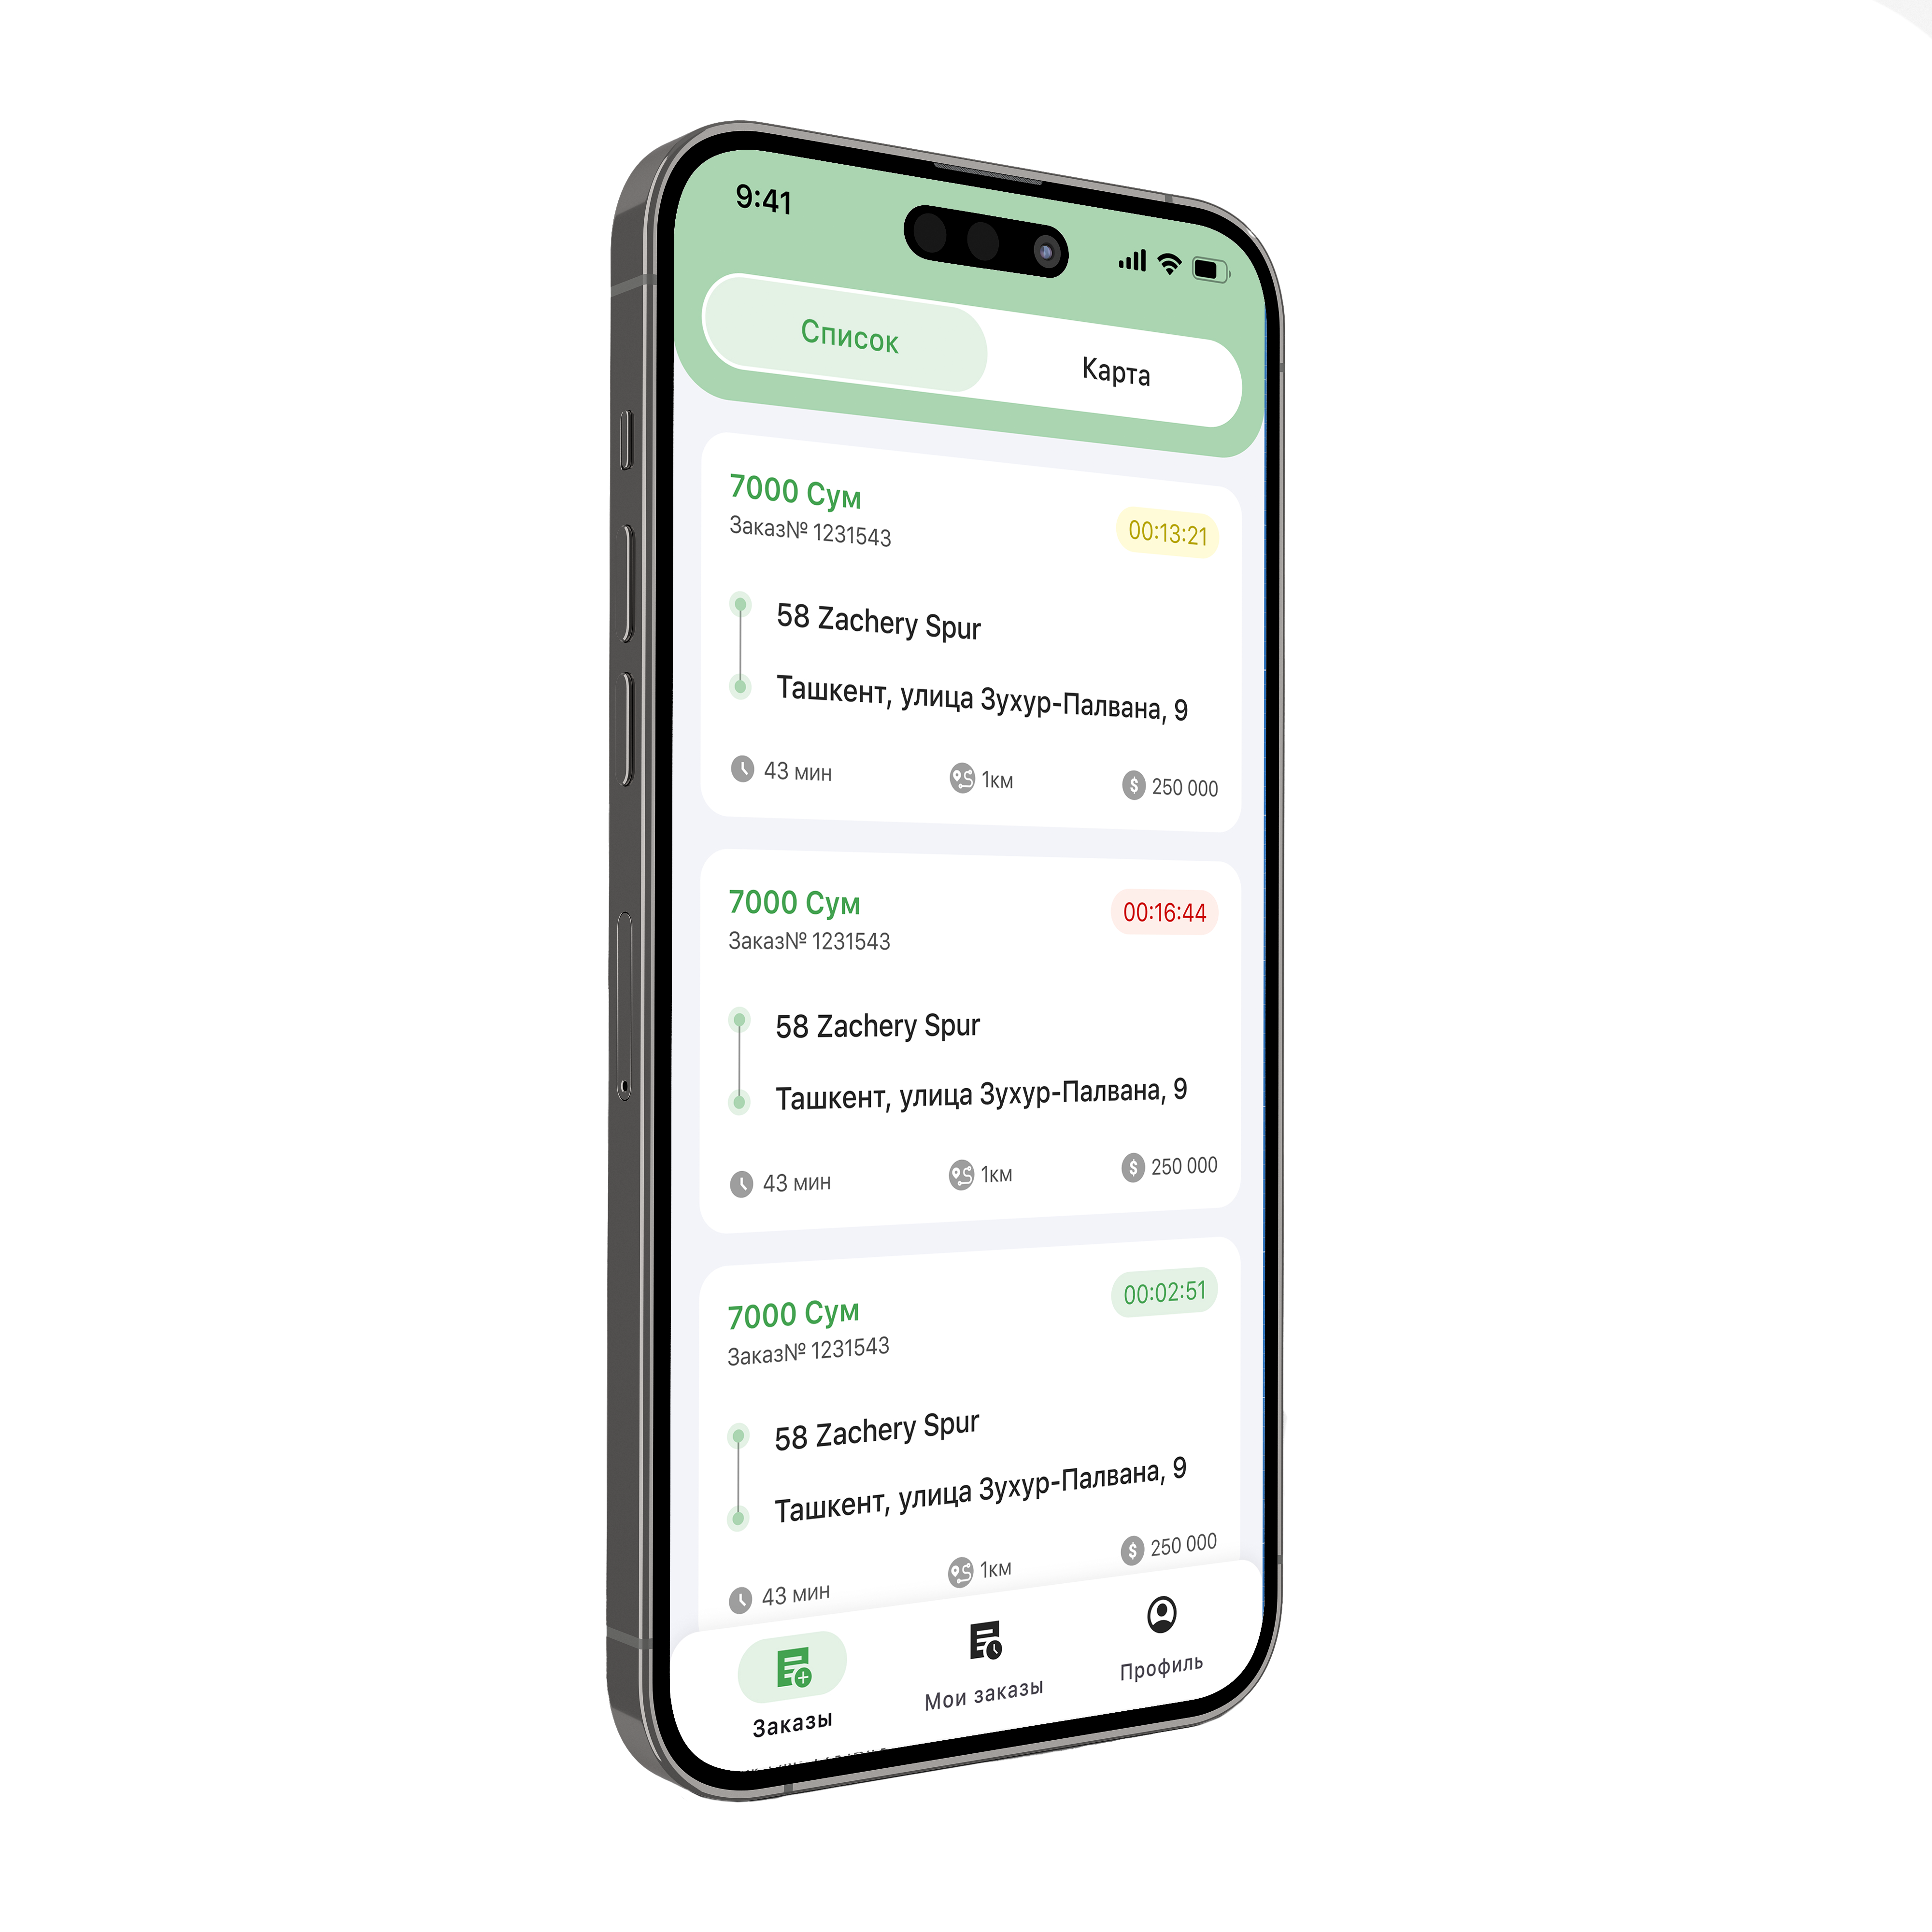 9:41
Список
Карта
7000 Сум
00:13:21
Заказ№ 1231543
58 Zachery Spur
Ташкент, улица Зухур-Палвана, 9
43 мин
1км
250 000
7000 Сум
00:16:44
Заказ№ 1231543
58 Zachery Spur
Ташкент, улица Зухур-Палвана, 9
43 мин
1км
250 000
7000 Сум
00:02:51
Заказ№ 1231543
58 Zachery Spur
Ташкент, улица Зухур-Палвана, 9
43 мин
1км
250 000
Заказы
Мои заказы
Профиль